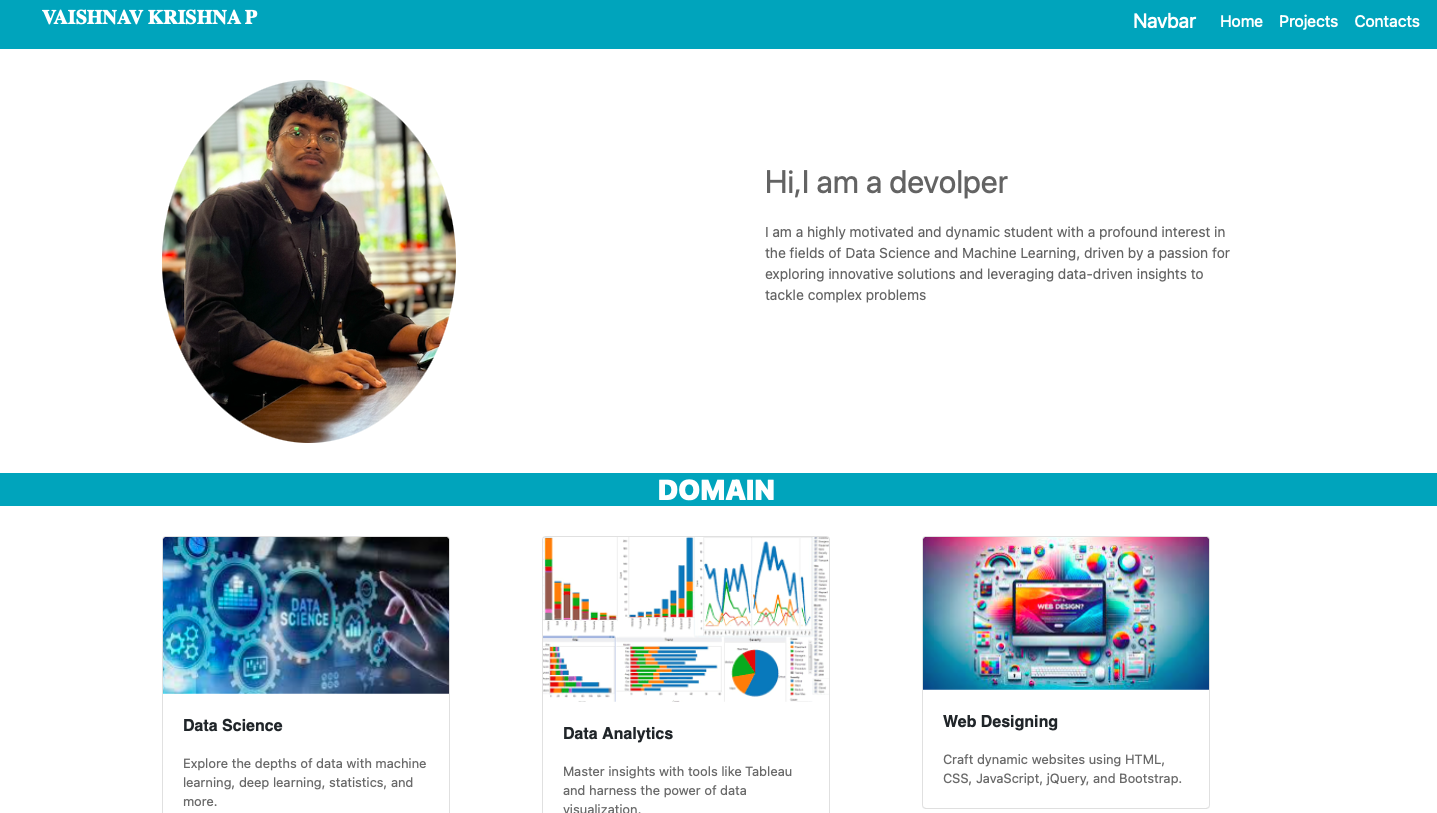 VAISHNAV KRISHNA P
Navbar Home Projects Contacts
Hi,I am a devolper
I am a highly motivated and dynamic student with a profound interest in
the fields of Data Science and Machine Learning, driven by a passion for
exploring innovative solutions and leveraging data-driven insights to
tackle complex problems
DOMAIN
DATA
SCIENCE
WEB DESIGN?
Data Science
Explore the depths of data with machine
learning, deep learning, statistics, and
more.
Data Analytics
Master insights with tools like Tableau
and harness the power of data
visualization.
Web Designing
Craft dynamic websites using HTML,
CSS, JavaScript, jQuery, and Bootstrap.